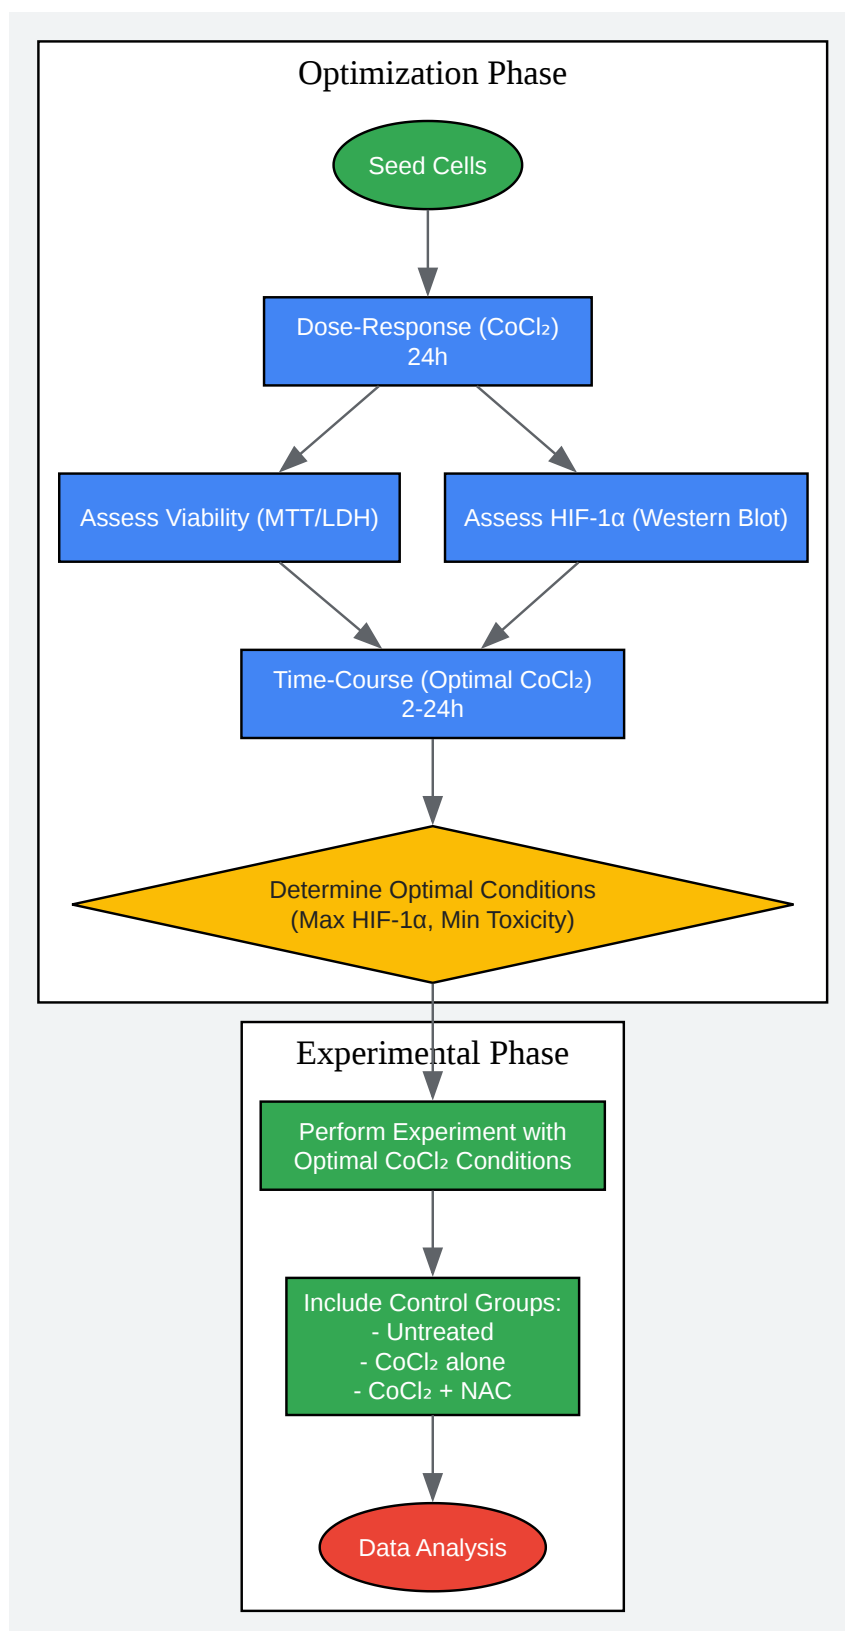 Optimization Phase
Seed Cells
Dose-Response (CoCl₂)
24h
Assess Viability (MTT/LDH)
Assess HIF-1α (Western Blot)
Time-Course (Optimal CoCl₂)
2-24h
Determine Optimal Conditions
(Max HIF-1α, Min Toxicity)
Experimental Phase
Perform Experiment with
Optimal CoCl₂ Conditions
Include Control Groups:
- Untreated
- CoCl₂ alone
- CoCl₂ + NAC
Data Analysis